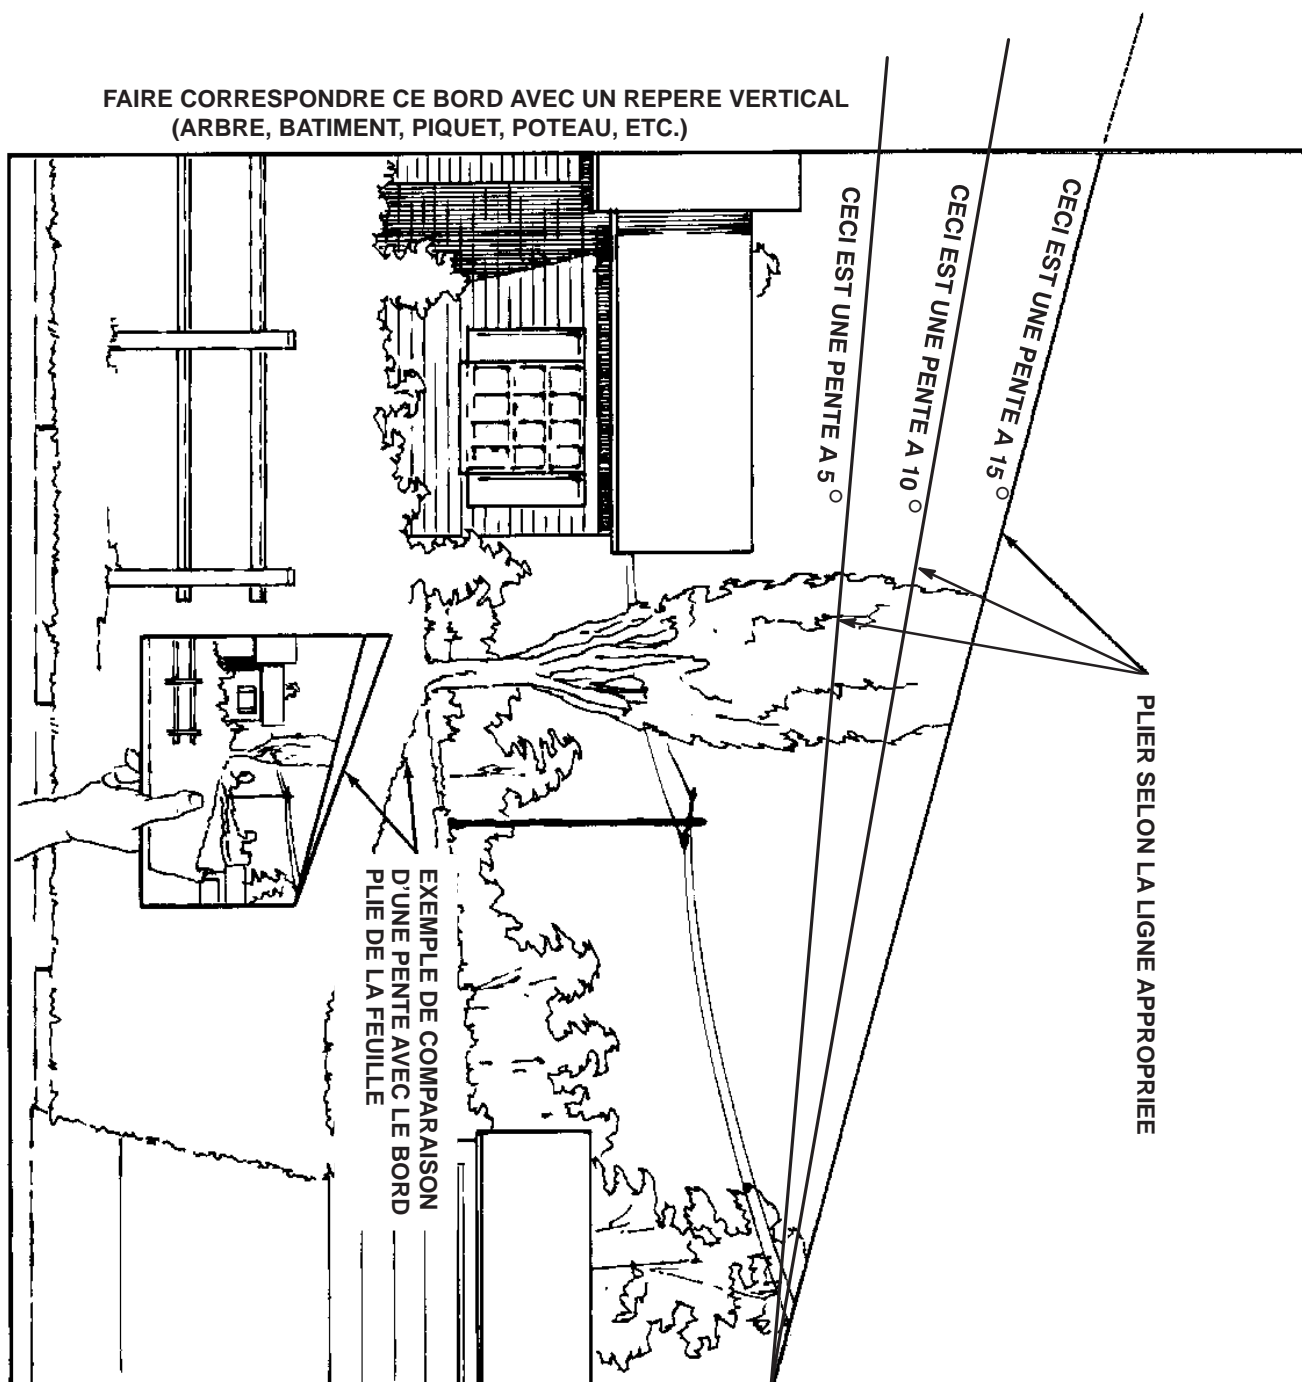 FAIRE CORRESPONDRE CE BORD AVEC UN REPERE VERTICAL
(ARBRE, BATIMENT, PIQUET, POTEAU, ETC.)
CECI EST UNE PENTE A 15°
CECI EST UNE PENTE A 10°
CECI EST UNE PENTE A 5°
PLIER SELON LA LIGNE APPROPRIEE
EXEMPLE DE COMPARAISON
D'UNE PENTE AVEC LE BORD
PLIE DE LA FEUILLE